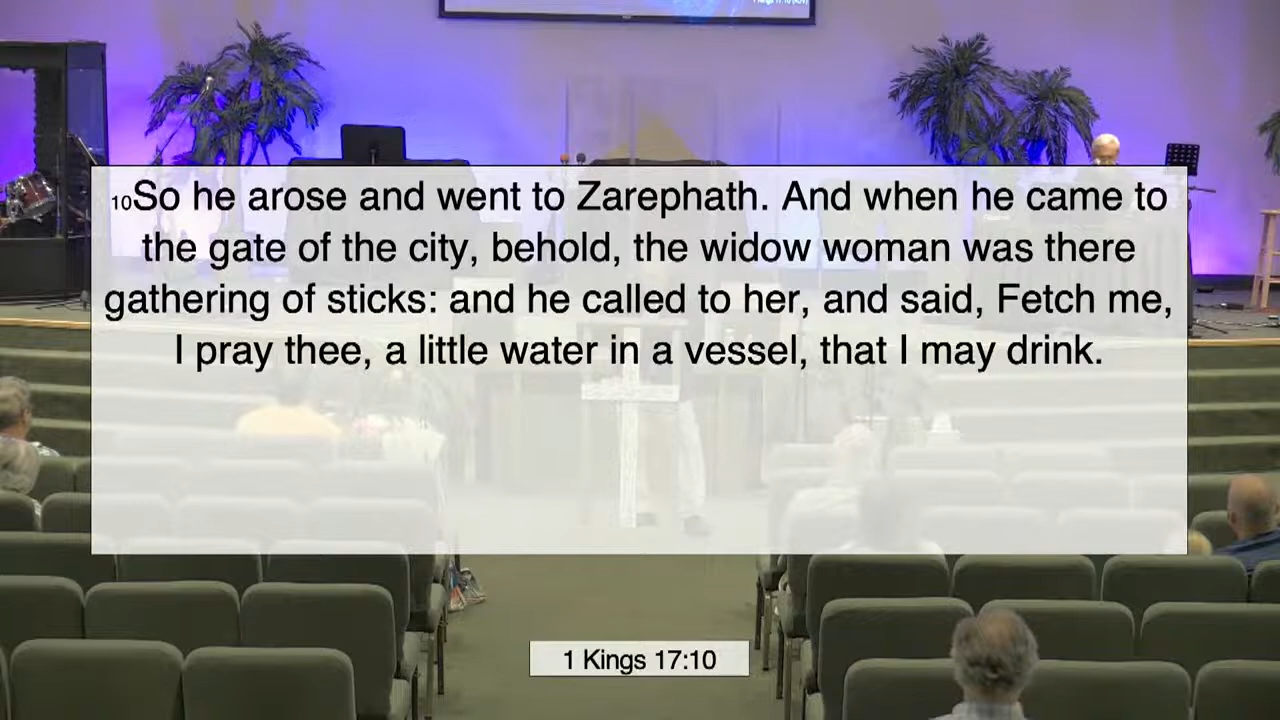 10So he arose and went to Zarephath. And when he came to
the gate of the city, behold, the widow woman was there
gathering of sticks: and he called to her, and said, Fetch me,
I pray thee, a little water in a vessel, that I may drink.
1 Kings 17:10